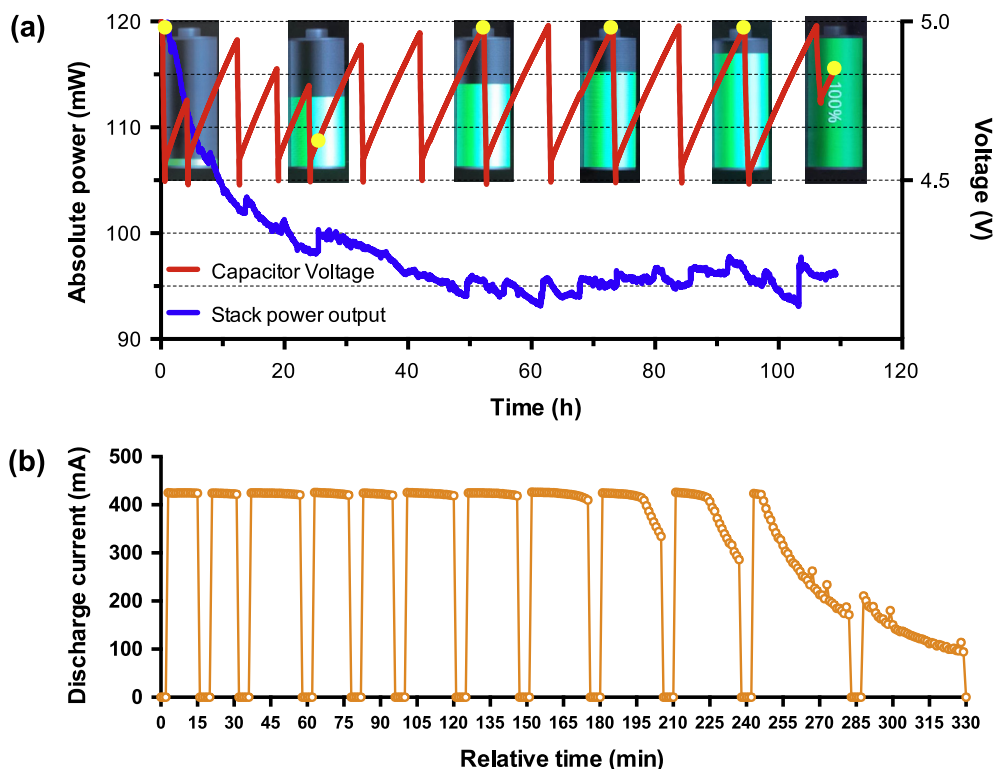 (a)
Absolute power (mW)
120
115
110
100
95
90
5.0
4.5
Voltage (V)
100%
Capacitor Voltage
Stack power output
0 20 40 60 80 100 120
Time (h)
(b)
Discharge current (mA)
500
400
300
200
100
0
0 15 30 45 60 75 90 105 120 135 150 165 180 195 210 225 240 255 270 285 300 315 330
Relative time (min)